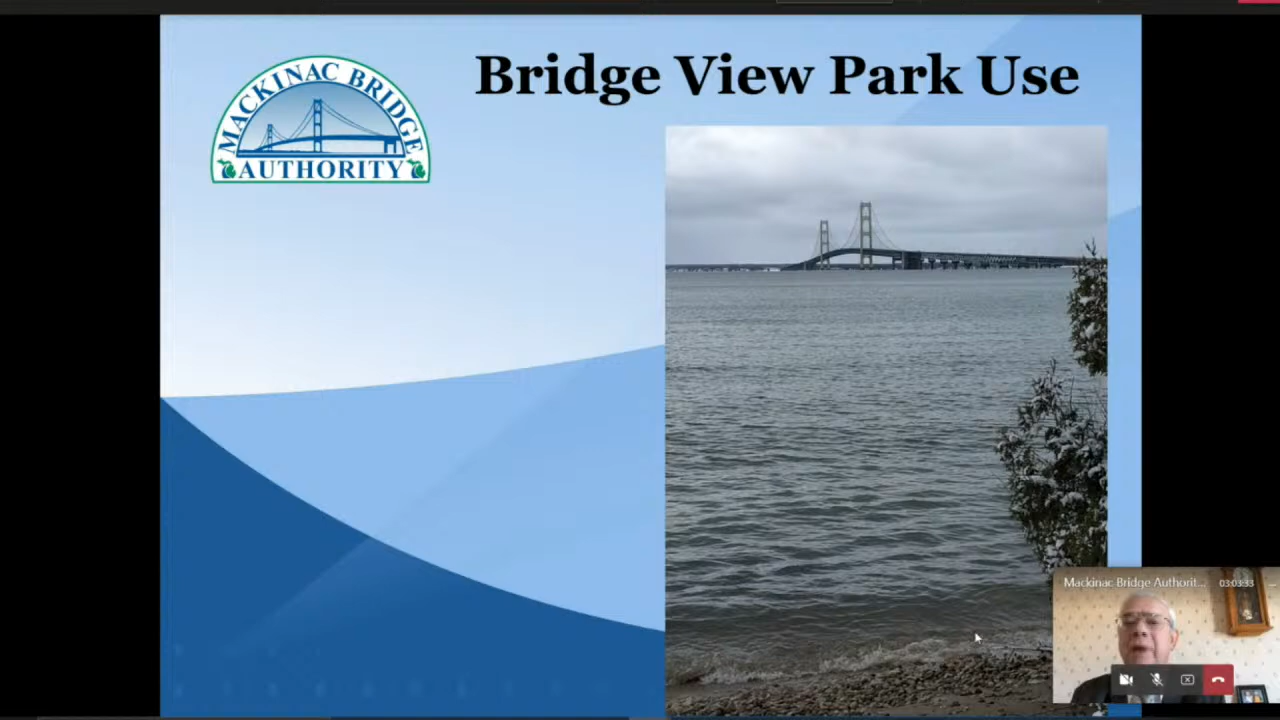 Bridge View Park Use
MACKINAC BRIDGE
AUTHORITY
Mackinac Bridge Authorit...
03:03:33